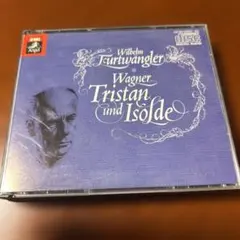 Wilhelm
Furtwängler
Wagner
Tristan
und Isolde